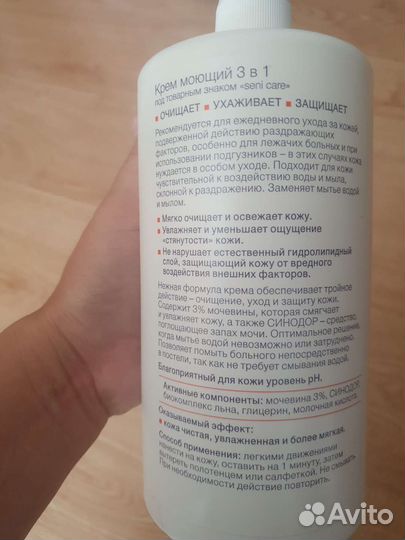 Крем моющий 3 в 1
под товарным знаком «seni care»
▪ ОЧИЩАЕТ ▪ УХАЖИВАЕТ ▪ ЗАЩИЩАЕТ
Рекомендуется для ежедневного ухода за кожей,
подверженной действию раздражающих
факторов, особенно для лежачих больных и при
использовании подгузников – в этих случаях кожа
нуждается в особом уходе. Подходит для кожи
чувствительной к воздействию воды и мыла,
склонной к раздражению. Заменяет мытье водой
и мылом.
▪ Мягко очищает и освежает кожу.
▪ Увлажняет и уменьшает ощущение
«стянутости» кожи.
▪ Не нарушает естественный гидролипидный
слой, защищающий кожу от вредного
воздействия внешних факторов.
Нежная формула крема обеспечивает тройное
действие – очищение, уход и защиту кожи.
Содержит 3% мочевины, которая смягчает
и увлажняет кожу, а также СИНОДОР – средство,
поглощающее запах мочи. Оптимальное решение,
когда мытье водой невозможно или затруднено.
Позволяет помыть больного непосредственно
в постели, так как не требует смывания водой.
Благоприятный для кожи уровень pH.
Активные компоненты: мочевина 3%, СИНОДОР,
биокомплекс льна, глицерин, молочная кислота.
Оказываемый эффект:
▪ кожа чистая, увлажненная и более мягкая.
Способ применения: легкими движениями
нанести на кожу, оставить на 1 минуту, затем
вытереть полотенцем или салфеткой. Не смывать.
При необходимости действие повторить.
Avito